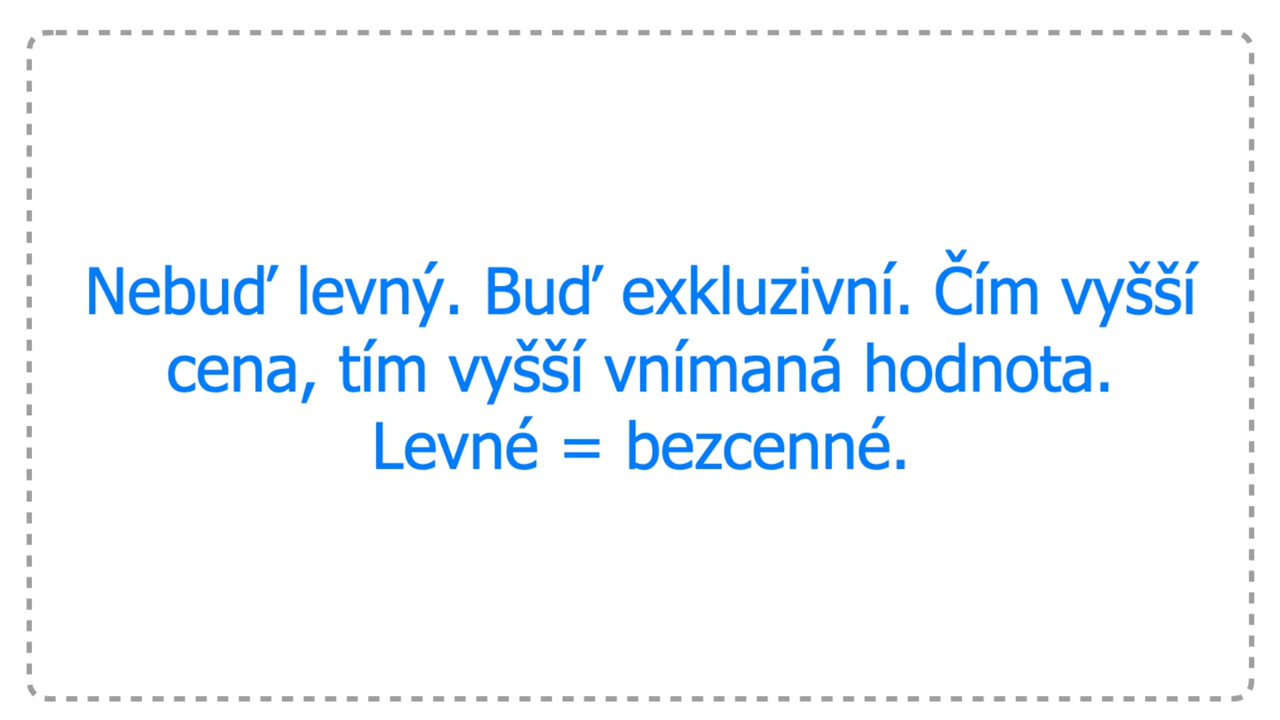 Nebuď levný. Buď exkluzivní. Čím vyšší
cena, tím vyšší vnímaná hodnota.
Levné = bezcenné.